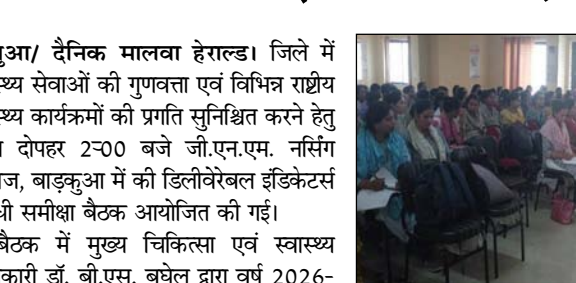 दैनिक मालवा हेराल्ड। जिले में
सेवाओं की गुणवत्ता एवं विभिन्न राष्ट्रीय
कार्यक्रमों की प्रगति सुनिश्चित करने हेतु
दोपहर 2-00 बजे जी.एन.एम. नर्सिंग
बाड़कुआ में की डिलीवेरेबल इंडिकेटर्स
समीक्षा बैठक आयोजित की गई।
बैठक में मुख्य चिकित्सा एवं स्वास्थ्य
डॉ. बी.एस. बघेल द्वारा वर्ष 2026-